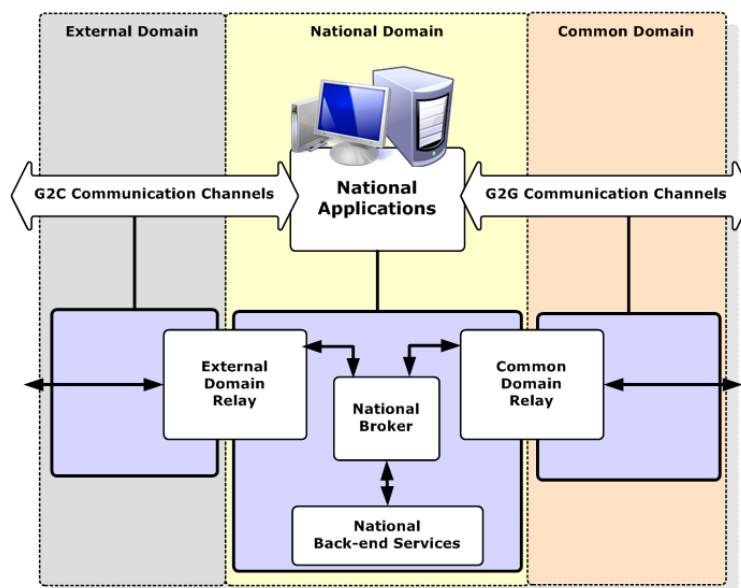 External Domain
National Domain
Common Domain
G2C Communication Channels
National
Applications
G2G Communication Channels
External
Domain
Relay
National
Broker
Common
Domain
Relay
National
Back-end Services